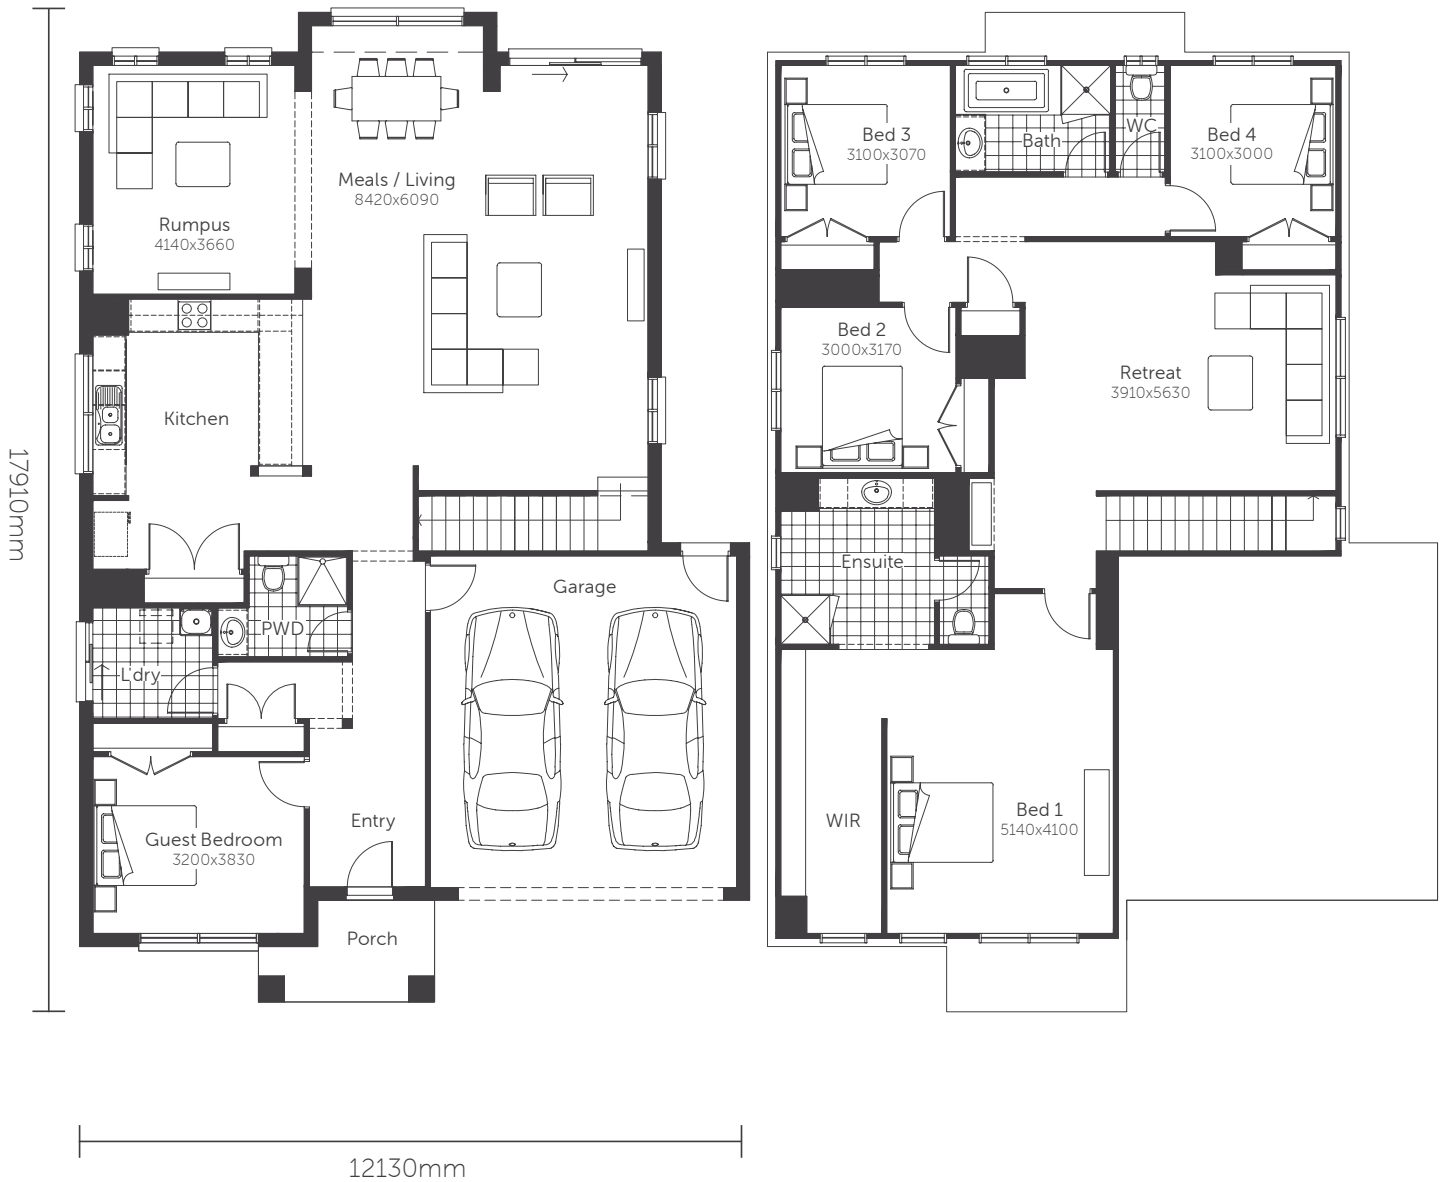 Meals / Living
8420x6090
Rumpus
4140x3660
Kitchen
17910mm
Garage
PWD
L'dry
Guest Bedroom
3200x3830
Entry
Porch
12130mm
Bed 3
3100x3070
Bath
WC
Bed 4
3100x3000
Bed 2
3000x3170
Retreat
3910x5630
Ensuite
WIR
Bed 1
5140x4100